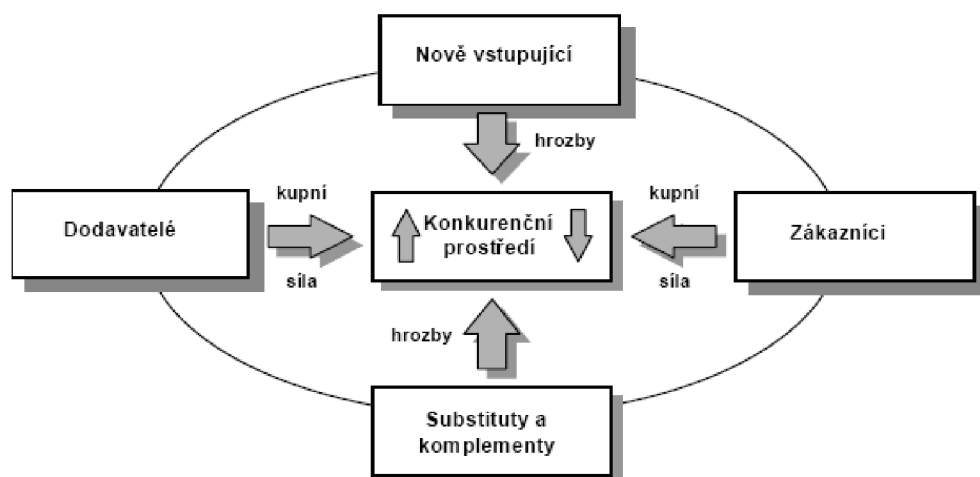 Nově vstupující
hrozby
kupní
kupní
Dodavatelé
Konkurenční
prostředí
Zákazníci
síla
síla
hrozby
Substituty a
komplementy